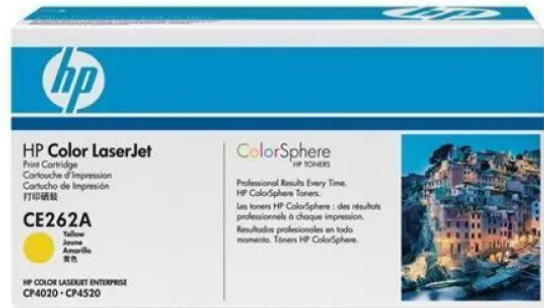 hp
HP Color LaserJet
Print Cartridge
Cartouche d'Impression
Cartucho de Impresión
打印硒鼓
CE262A
Yellow
Jaune
Amarillo
黄色
HP COLOR LASERJET ENTERPRISE
CP4020 · CP4520
ColorSphere
HP TONERS
Professional Results Every Time.
HP ColorSphere Toners.
Les toners HP ColorSphere : des résultats
professionnels à chaque impression.
Resultados profesionales en todo
momento. Tóners HP ColorSphere.